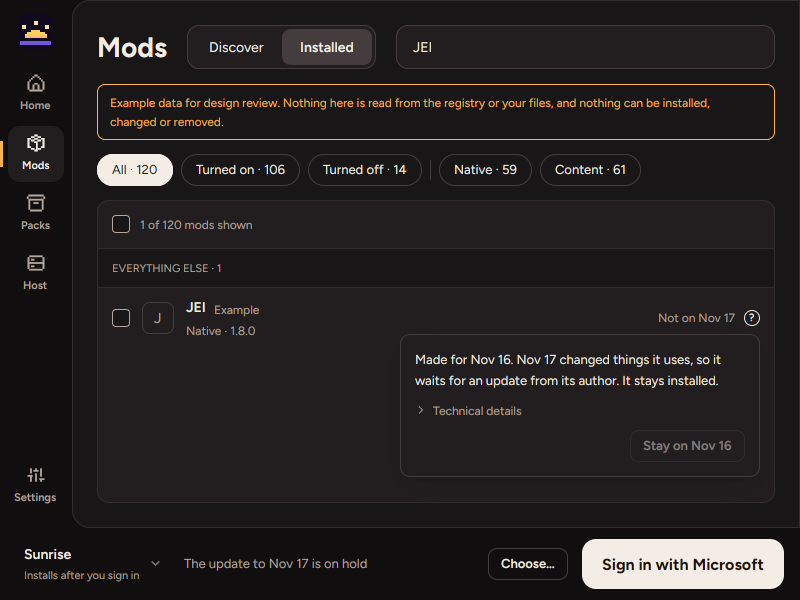 Mods
Discover
Installed
JEI
Example data for design review. Nothing here is read from the registry or your files, and nothing can be installed,
changed or removed.
All · 120
Turned on · 106
Turned off · 14
Native · 59
Content · 61
1 of 120 mods shown
EVERYTHING ELSE · 1
J
JEI Example
Native · 1.8.0
Not on Nov 17 ?
Made for Nov 16. Nov 17 changed things it uses, so it
waits for an update from its author. It stays installed.
Technical details
Stay on Nov 16
Home
Mods
Packs
Host
Settings
Sunrise
Installs after you sign in
The update to Nov 17 is on hold
Choose...
Sign in with Microsoft